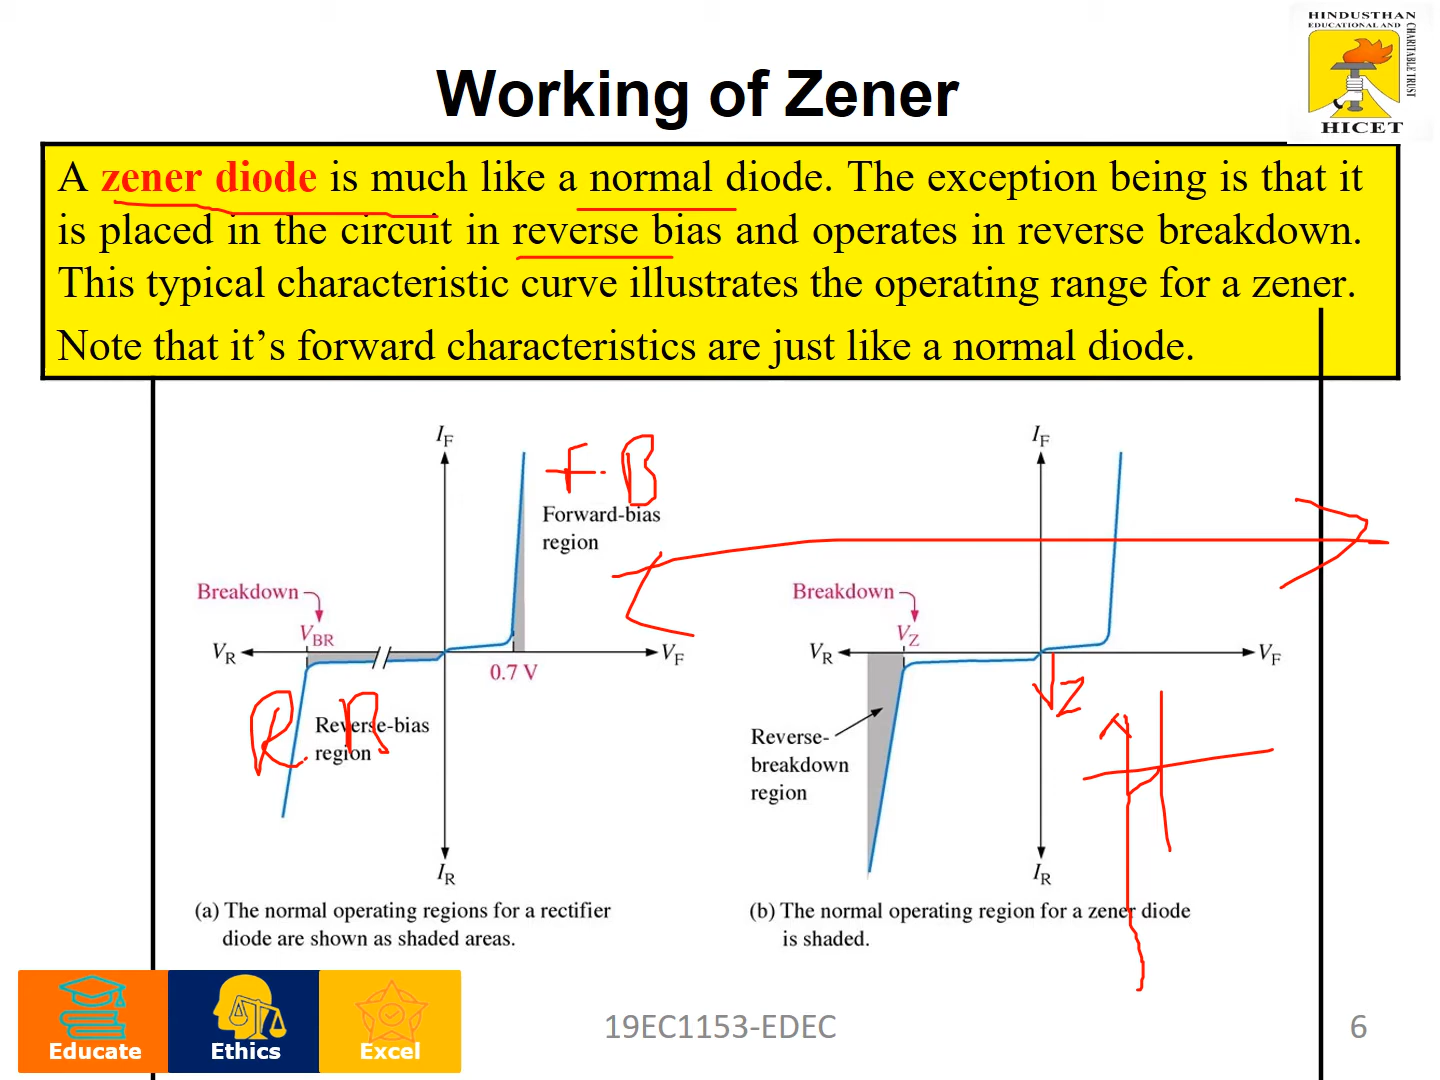 HINDUSTHAN
EDUCATIONAL AND
CHARITABLE TRUST
HICET
Working of Zener
A zener diode is much like a normal diode. The exception being is that it
is placed in the circuit in reverse bias and operates in reverse breakdown.
This typical characteristic curve illustrates the operating range for a zener.
Note that it’s forward characteristics are just like a normal diode.
IF
F.B
Forward-bias
region
Breakdown
VBR
VR
VF
0.7 V
R.
Reverse-bias
region
IR
(a) The normal operating regions for a rectifier
diode are shown as shaded areas.
IF
Breakdown
VZ
VR
VF
VZ
Reverse-
breakdown
region
IR
(b) The normal operating region for a zener diode
is shaded.
Educate
Ethics
Excel
19EC1153-EDEC
6